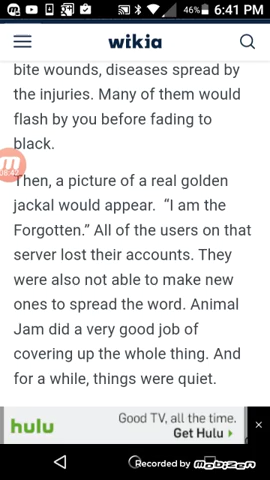 46% 6:41 PM
wikia
bite wounds, diseases spread by
the injuries. Many of them would
flash by you before fading to
black.
08:42
Then, a picture of a real golden
jackal would appear.  “I am the
Forgotten.” All of the users on that
server lost their accounts. They
were also not able to make new
ones to spread the word. Animal
Jam did a very good job of
covering up the whole thing. And
for a while, things were quiet.
hulu
Good TV, all the time.
Get Hulu
Recorded by mobizen